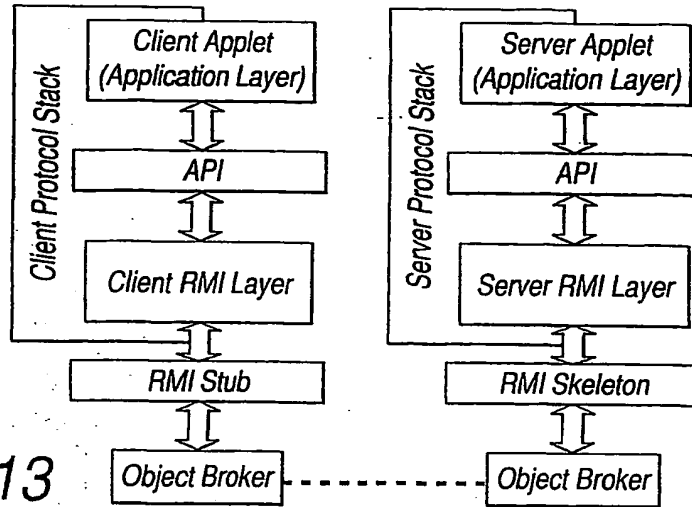 Client Protocol Stack
Client Applet
(Application Layer)
API
Client RMI Layer
RMI Stub
Object Broker
Server Protocol Stack
Server Applet
(Application Layer)
API
Server RMI Layer
RMI Skeleton
Object Broker
13